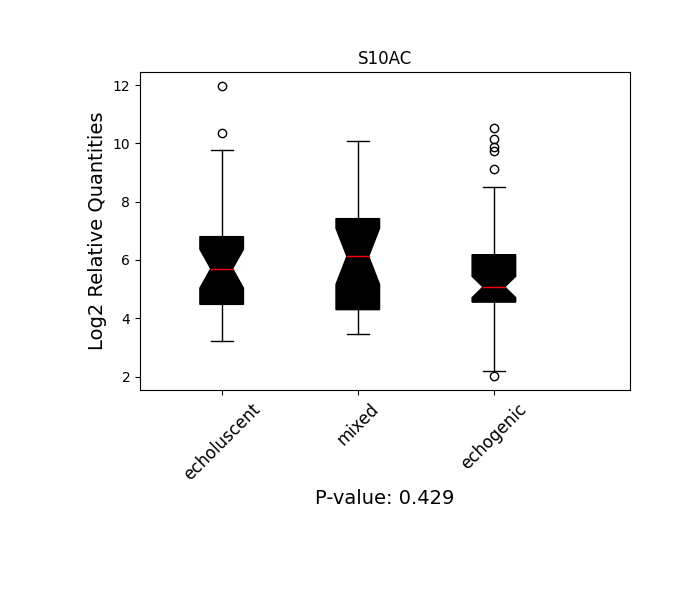 S10AC
Log2 Relative Quantities
12
10
8
6
4
2
echoluscent
mixed
echogenic
P-value: 0.429